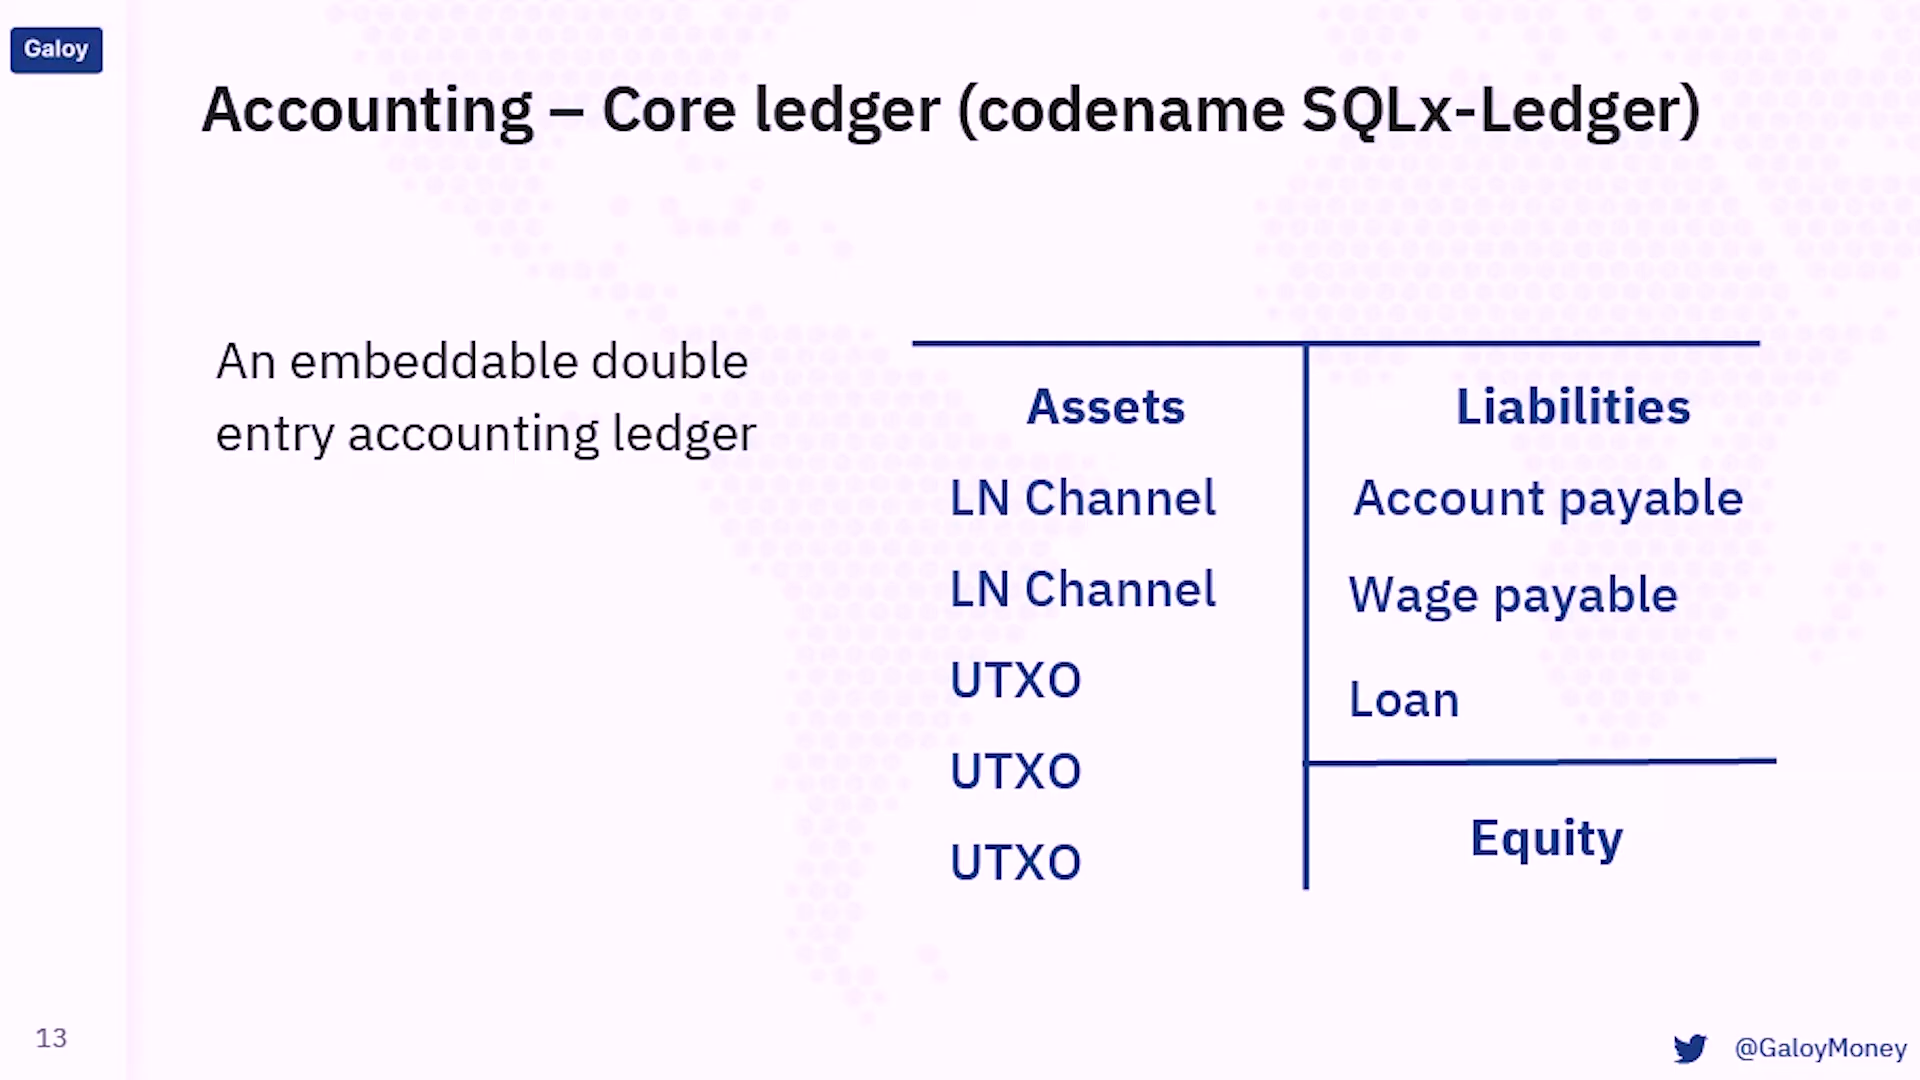 Galoy
Accounting – Core ledger (codename SQLx-Ledger)
An embeddable double
entry accounting ledger
Assets
LN Channel
LN Channel
UTXO
UTXO
UTXO
Liabilities
Account payable
Wage payable
Loan
Equity
13
@GaloyMoney